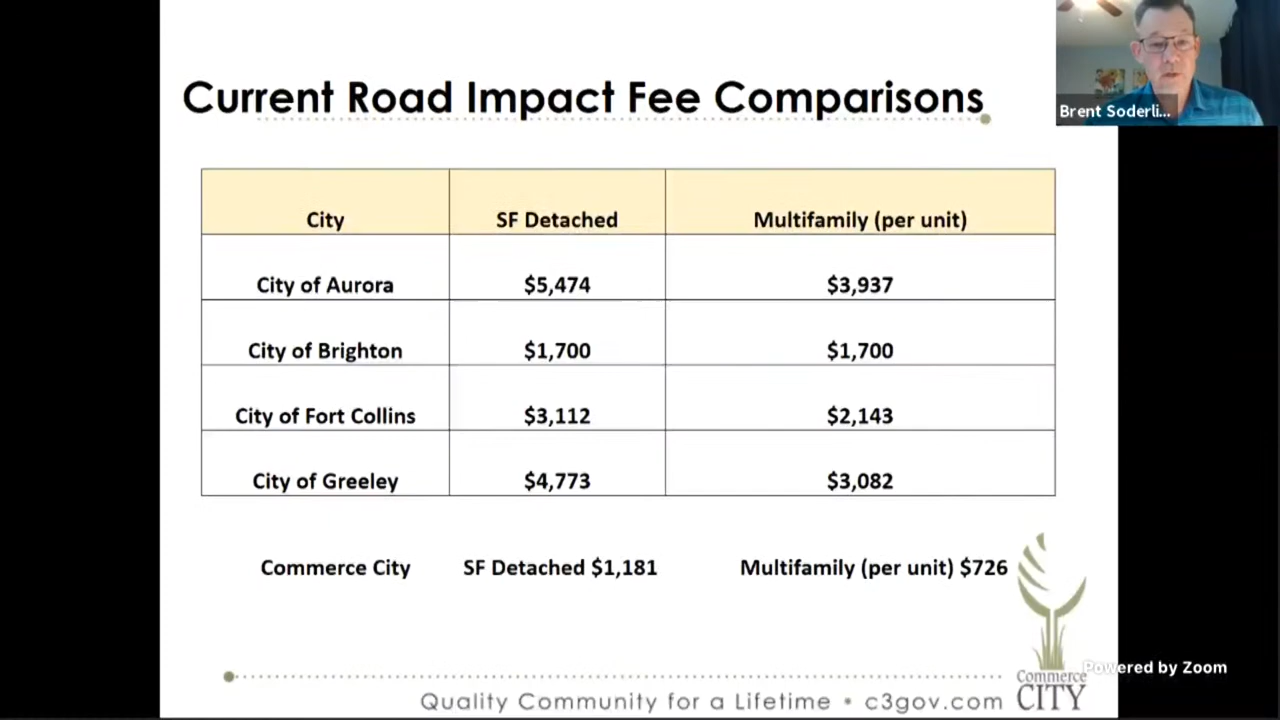 Current Road Impact Fee Comparisons
Brent Soderli...
City SF Detached Multifamily (per unit)
City of Aurora $5,474 $3,937
City of Brighton $1,700 $1,700
City of Fort Collins $3,112 $2,143
City of Greeley $4,773 $3,082
Commerce City SF Detached $1,181 Multifamily (per unit) $726
Powered by Zoom
Commerce
CITY
Quality Community for a Lifetime • c3gov.com